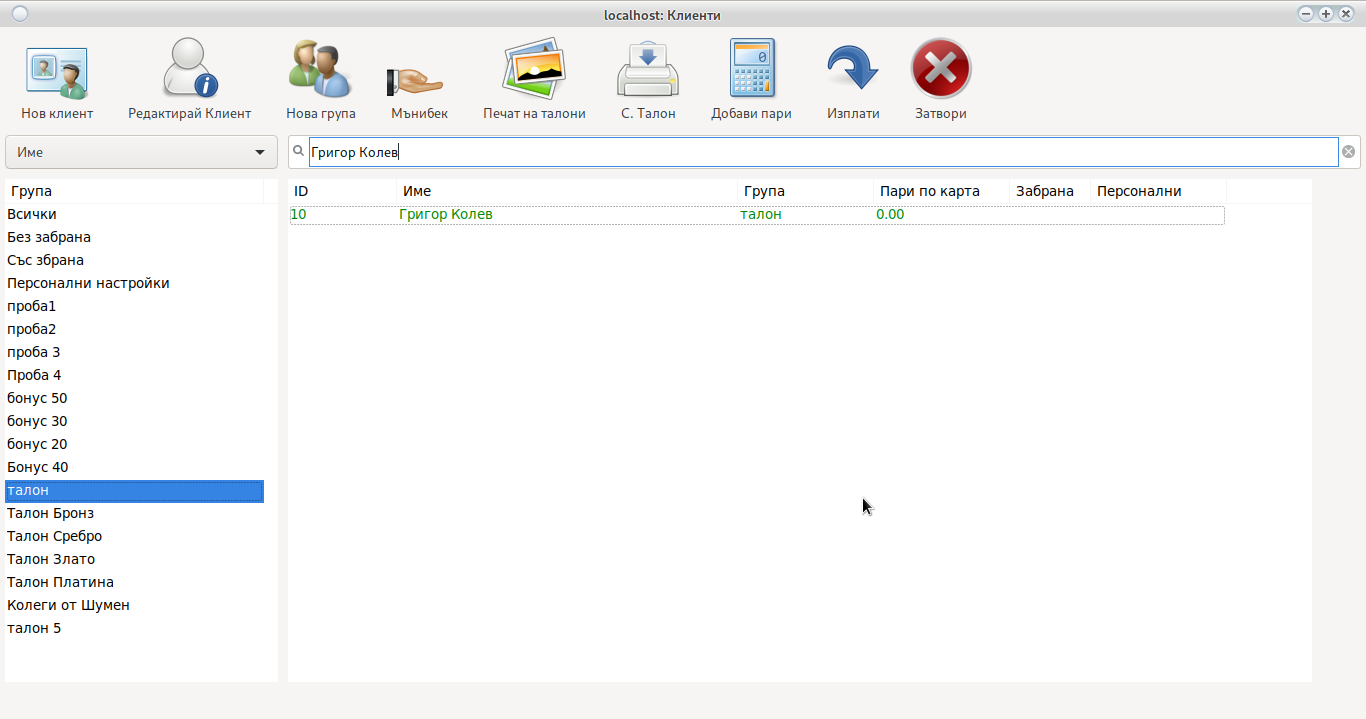 localhost: Клиенти
Нов клиент Редактирай Клиент Нова група Мънибек Печат на талони С. Талон Добави пари Изплати Затвори
Име
Григор Колев
Група
Всички
Без забрана
Със збрана
Персонални настройки
проба1
проба2
проба 3
Проба 4
бонус 50
бонус 30
бонус 20
Бонус 40
талон
Талон Бронз
Талон Сребро
Талон Злато
Талон Платина
Колеги от Шумен
талон 5
ID Име Група Пари по карта Забрана Персонални
10 Григор Колев талон 0.00